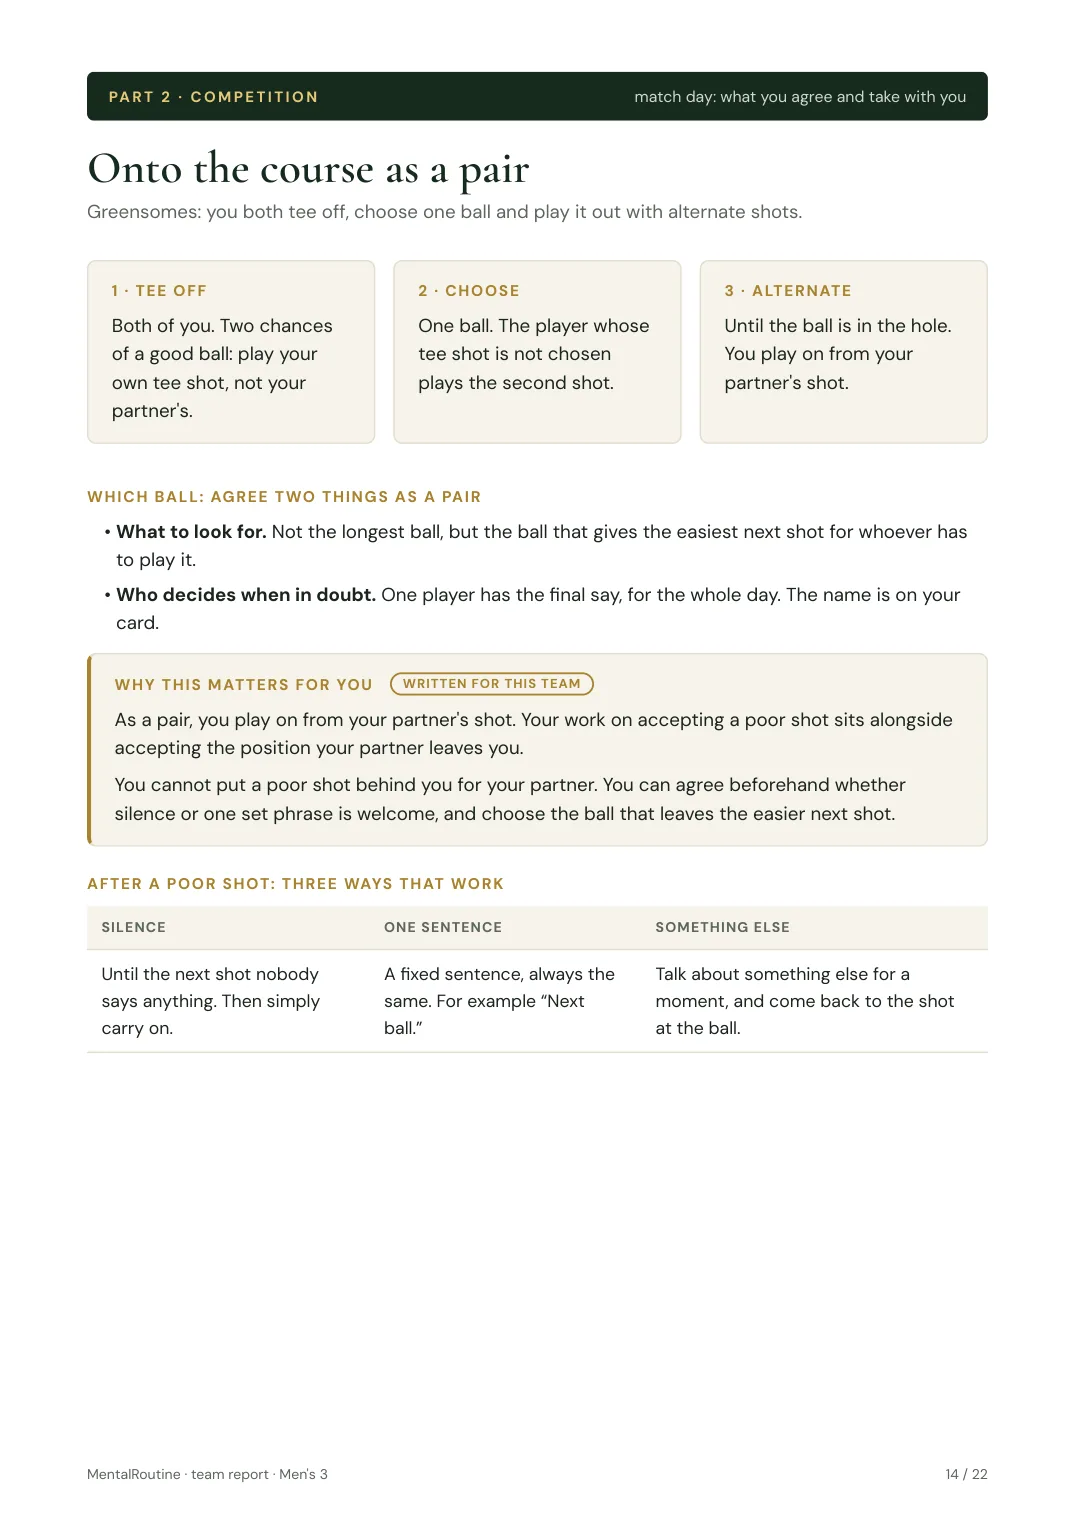 PART 2 · COMPETITION
match day: what you agree and take with you
Onto the course as a pair
Greensomes: you both tee off, choose one ball and play it out with alternate shots.
1 · TEE OFF
Both of you. Two chances
of a good ball: play your
own tee shot, not your
partner's.
2 · CHOOSE
One ball. The player whose
tee shot is not chosen
plays the second shot.
3 · ALTERNATE
Until the ball is in the hole.
You play on from your
partner's shot.
WHICH BALL: AGREE TWO THINGS AS A PAIR
• What to look for. Not the longest ball, but the ball that gives the easiest next shot for whoever has
to play it.
• Who decides when in doubt. One player has the final say, for the whole day. The name is on your
card.
WHY THIS MATTERS FOR YOU WRITTEN FOR THIS TEAM
As a pair, you play on from your partner's shot. Your work on accepting a poor shot sits alongside
accepting the position your partner leaves you.
You cannot put a poor shot behind you for your partner. You can agree beforehand whether
silence or one set phrase is welcome, and choose the ball that leaves the easier next shot.
AFTER A POOR SHOT: THREE WAYS THAT WORK
SILENCE
Until the next shot nobody
says anything. Then simply
carry on.
ONE SENTENCE
A fixed sentence, always the
same. For example “Next
ball.”
SOMETHING ELSE
Talk about something else for a
moment, and come back to the shot
at the ball.
MentalRoutine · team report · Men's 3
14 / 22